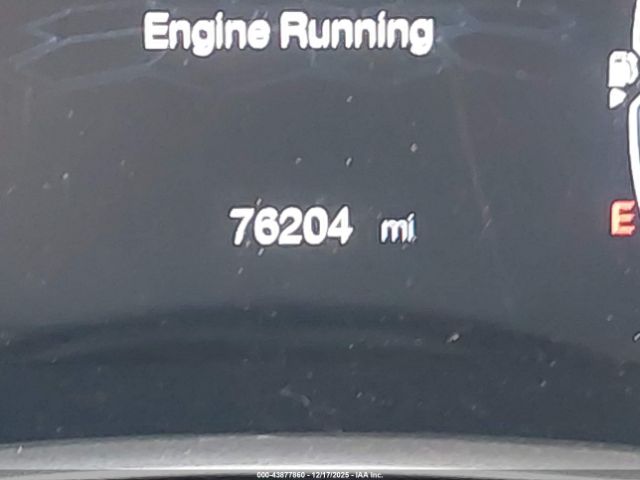 Engine Running
76204 mi
E
000-43877860 - 12/17/2025 - IAA Inc.